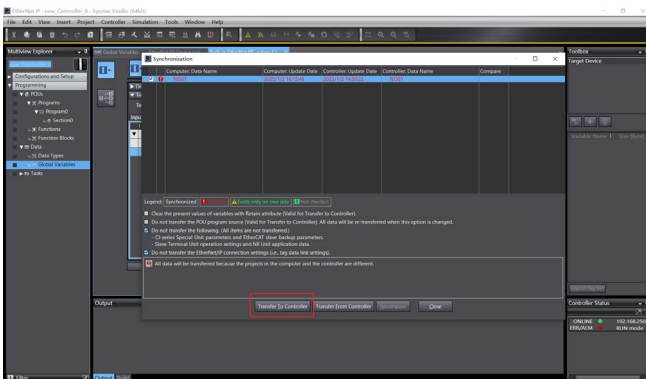 EtherNet IP - new_Controller_0 - Sysmac Studio (64bit)
File Edit View Insert Project Controller Simulation Tools Window Help
Multiview Explorer
Configurations and Setup
Programming
POUs
Programs
Program0
Section0
Functions
Function Blocks
Data
Data Types
Global Variables
Tasks
Filter
Synchronization
Computer: Data Name Computer: Update Date Controller: Update Date Controller: Data Name Compare
Legend: Synchronized Exists only on one side Not checked
Clear the present values of variables with Retain attribute (Valid for Transfer to Controller).
Do not transfer the POU program source (Valid for Transfer to Controller). All data will be re-transferred when this option is changed.
Do not transfer the following. (All items are not transferred.)
- CJ-series Special Unit parameters and EtherCAT slave backup parameters.
- Slave Terminal Unit operation settings and NX Unit application data.
Do not transfer the EtherNet/IP connection settings (i.e., tag data link settings).
All data will be transferred because the projects in the computer and the controller are different.
Transfer To Controller Transfer From Controller Recompare Close
Output
Output Build
Toolbox
Target Device
Variable Name Size [Byte]
Controller Status
ONLINE 192.168.250
ERR/ALM RUN mode